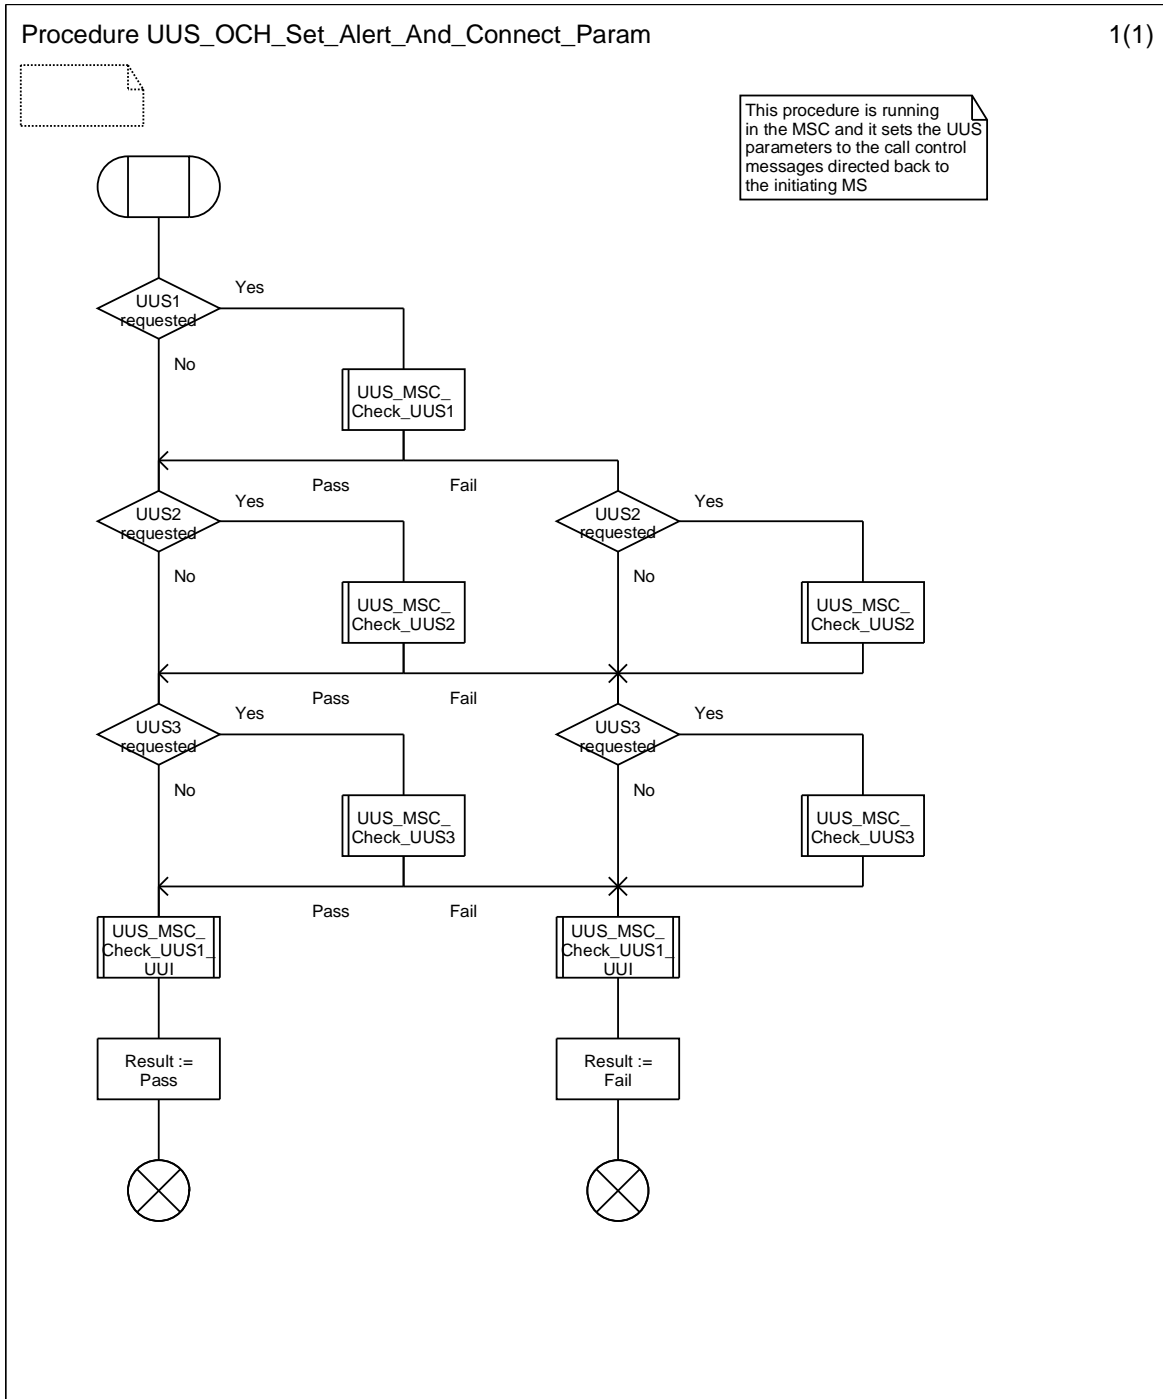 Procedure UUS_OCH_Set_Alert_And_Connect_Param
1(1)
This procedure is running
in the MSC and it sets the UUS
parameters to the call control
messages directed back to
the initiating MS
UUS1
requested
Yes
No
UUS_MSC_
Check_UUS1
Pass
Fail
UUS2
requested
Yes
No
UUS_MSC_
Check_UUS2
UUS2
requested
Yes
No
UUS_MSC_
Check_UUS2
Pass
Fail
UUS3
requested
Yes
No
UUS_MSC_
Check_UUS3
UUS3
requested
Yes
No
UUS_MSC_
Check_UUS3
Pass
Fail
UUS_MSC_
Check_UUS1_
UUI
UUS_MSC_
Check_UUS1_
UUI
Result :=
Pass
Result :=
Fail